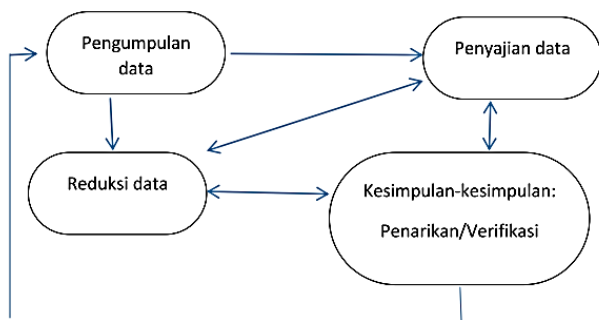 Pengumpulan
data
Penyajian data
Reduksi data
Kesimpulan-kesimpulan:
Penarikan/Verifikasi